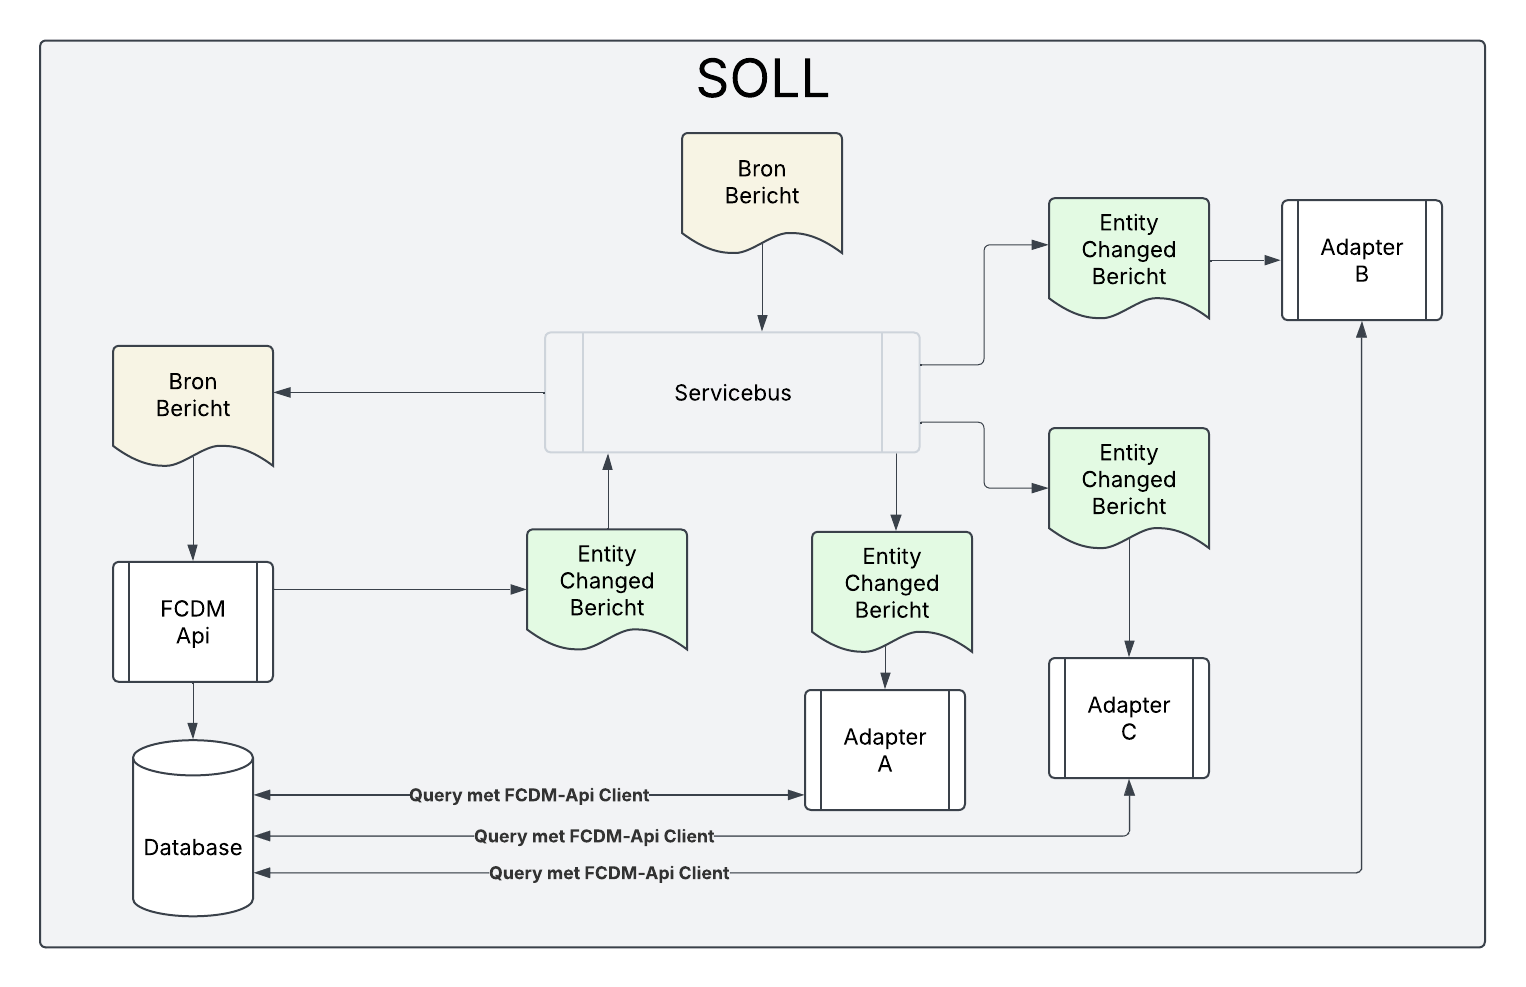 SOLL
Bron
Bericht
Entity
Changed
Bericht
Adapter
B
Bron
Bericht
Servicebus
Entity
Changed
Bericht
FCDM
Api
Entity
Changed
Bericht
Entity
Changed
Bericht
Adapter
A
Adapter
C
Database
Query met FCDM-Api Client
Query met FCDM-Api Client
Query met FCDM-Api Client